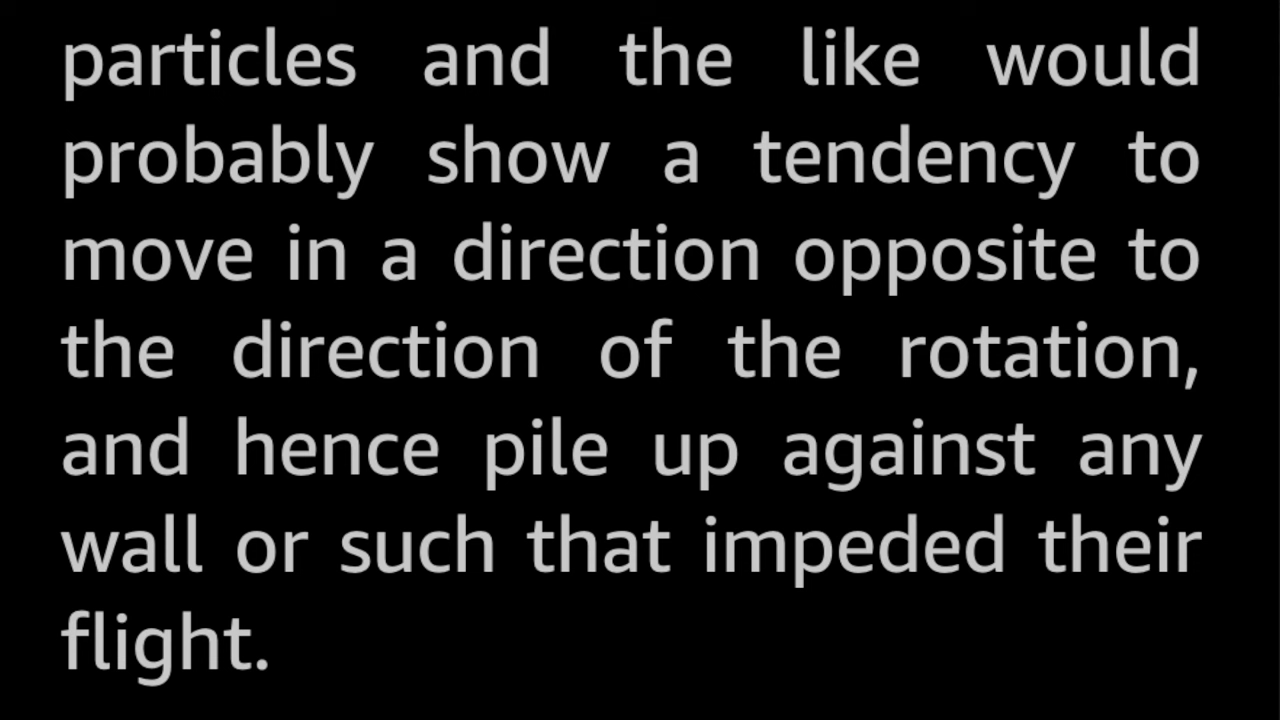 particles and the like would
probably show a tendency to
move in a direction opposite to
the direction of the rotation,
and hence pile up against any
wall or such that impeded their
flight.